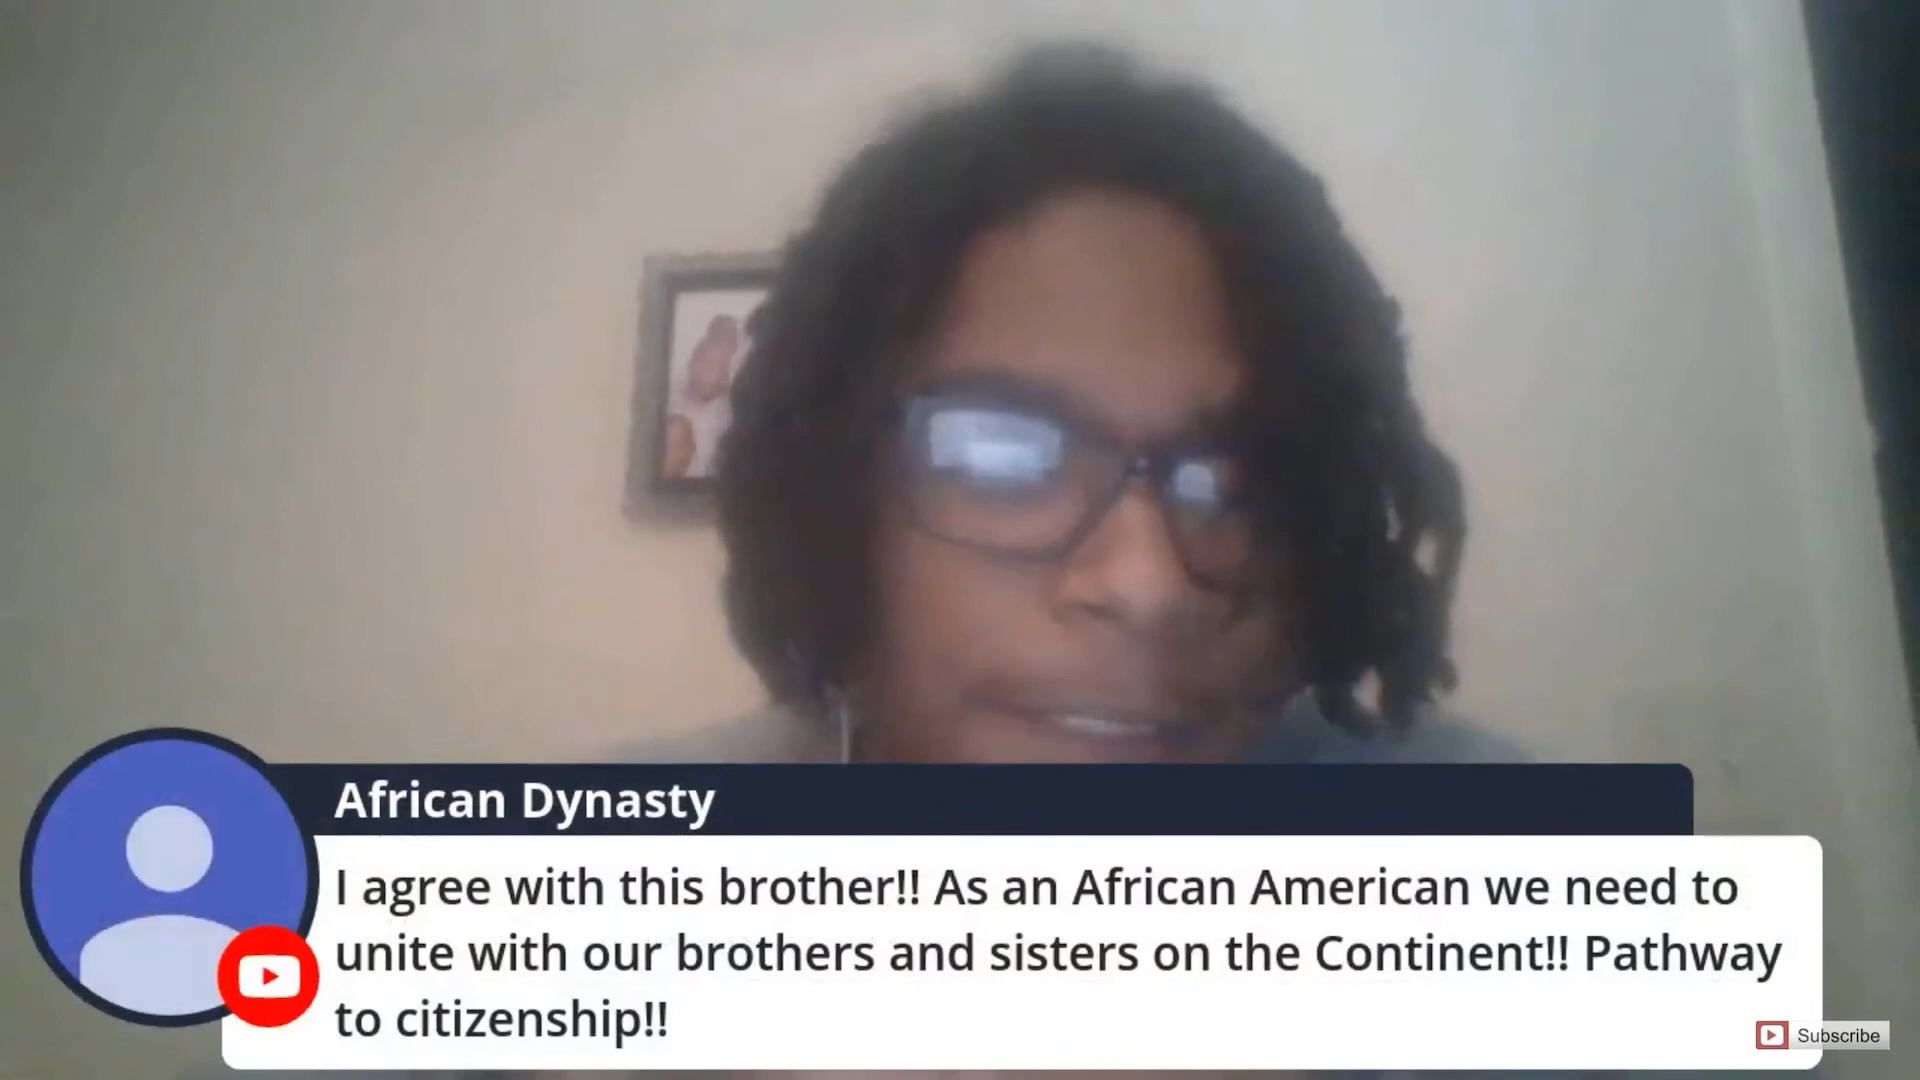 African Dynasty
I agree with this brother!! As an African American we need to
unite with our brothers and sisters on the Continent!! Pathway
to citizenship!!
Subscribe